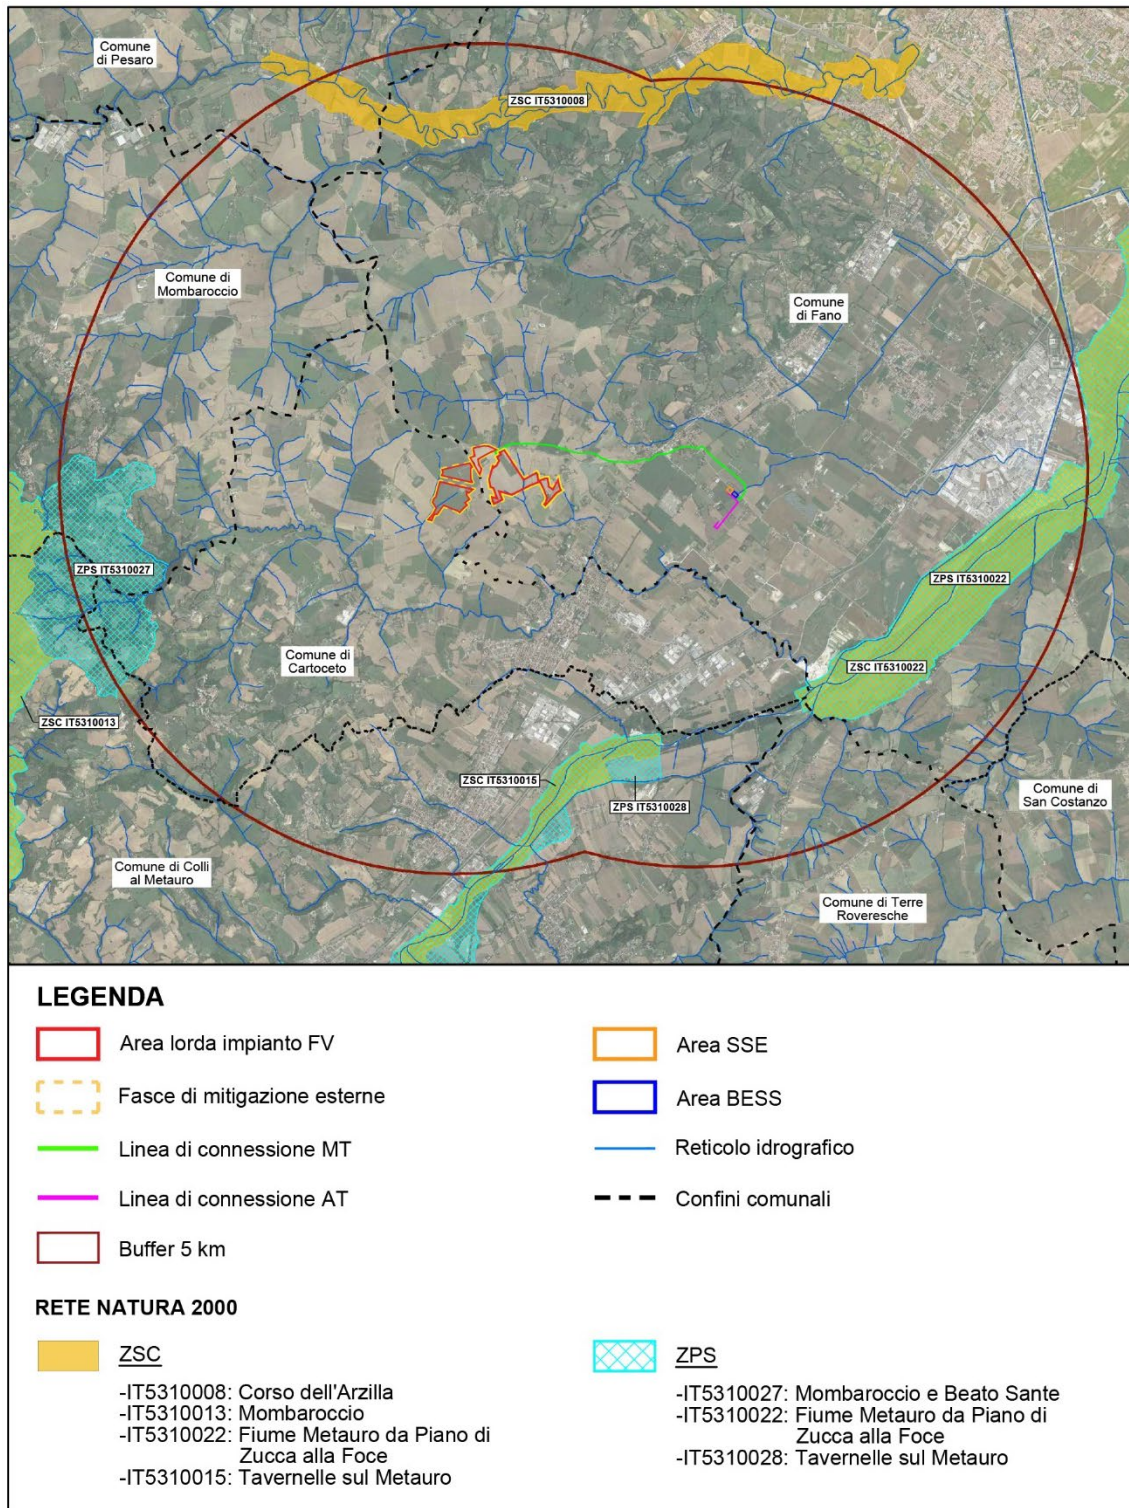 Comune
di Pesaro
ZSC IT5310008
Comune di
Mombaroccio
Comune
di Fano
ZPS IT5310027
ZPS IT5310022
Comune di
Cartoceto
ZSC IT5310022
ZSC IT5310013
ZSC IT5310015
ZPS IT5310028
Comune di
San Costanzo
Comune di Colli
al Metauro
Comune di Terre
Roveresche
LEGENDA
Area lorda impianto FV
Fasce di mitigazione esterne
Linea di connessione MT
Linea di connessione AT
Buffer 5 km
Area SSE
Area BESS
Reticolo idrografico
Confini comunali
RETE NATURA 2000
ZSC
-IT5310008: Corso dell'Arzilla
-IT5310013: Mombaroccio
-IT5310022: Fiume Metauro da Piano di
Zucca alla Foce
-IT5310015: Tavernelle sul Metauro
ZPS
-IT5310027: Mombaroccio e Beato Sante
-IT5310022: Fiume Metauro da Piano di
Zucca alla Foce
-IT5310028: Tavernelle sul Metauro